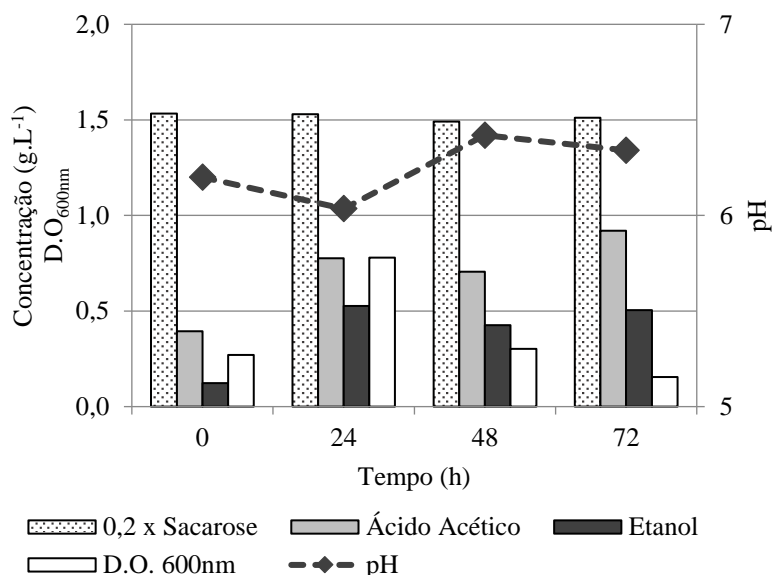 2,0
1,5
1,0
0,5
0,0
7
6
5
Concentração (g.L⁻¹)
D.O₆₀₀ₙₘ
pH
0 24 48 72
Tempo (h)
0,2 x Sacarose Ácido Acético Etanol
D.O. 600nm pH